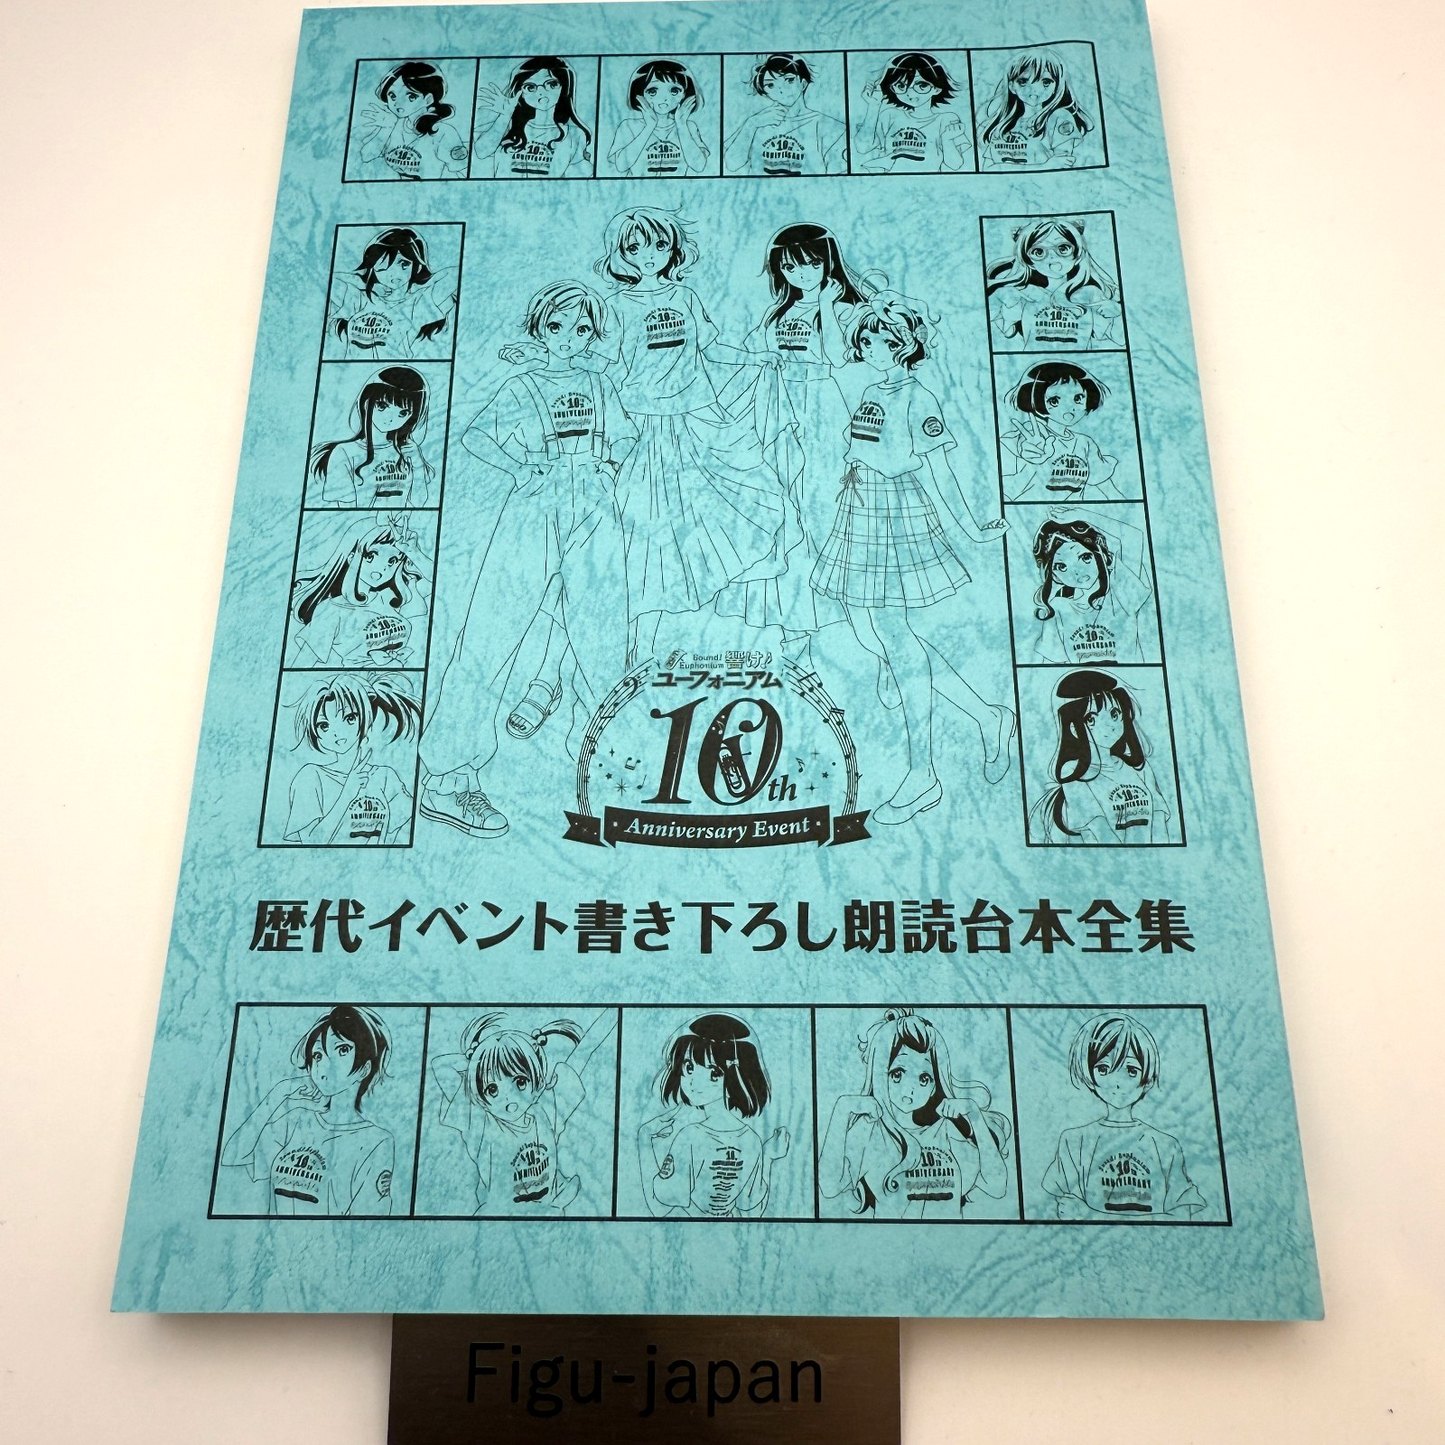 Sound!
Euphonium 響け!
ユーフォニアム
10th
Anniversary Event
歴代イベント書き下ろし朗読台本全集
Figu-japan